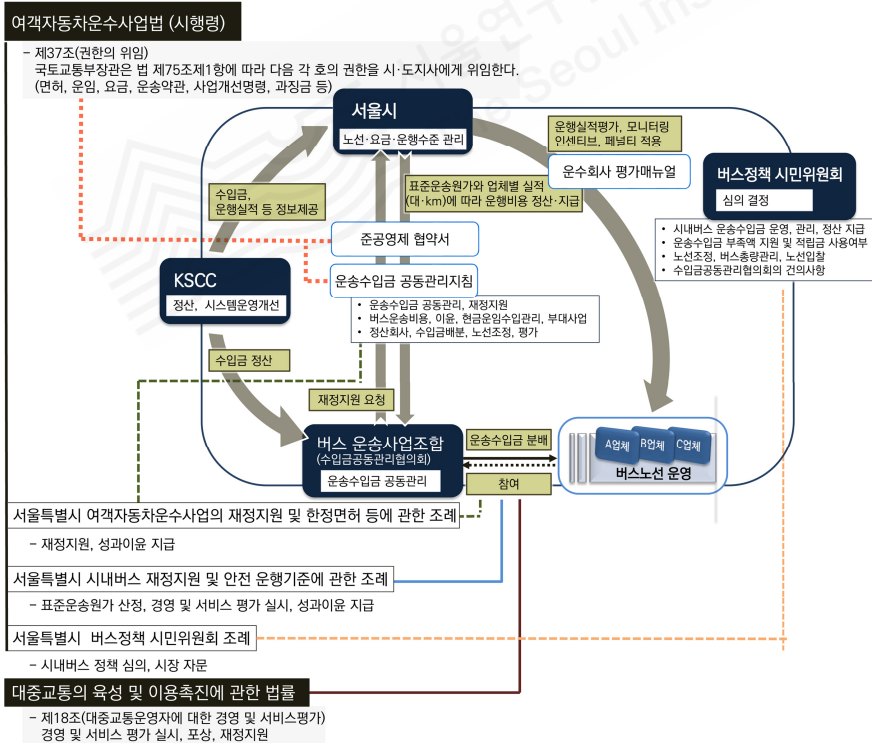 여객자동차운수사업법 (시행령)
- 제37조(권한의 위임)
국토교통부장관은 법 제75조제1항에 따라 다음 각 호의 권한을 시·도지사에게 위임한다.
(면허, 운임, 요금, 운송약관, 사업개선명령, 과징금 등)
서울시
노선·요금·운행수준 관리
운행실적평가, 모니터링
인센티브, 페널티 적용
운수회사 평가매뉴얼
버스정책 시민위원회
심의 결정
• 시내버스 운송수입금 운영, 관리, 정산 지급
• 운송수입금 부족액 지원 및 적립금 사용여부
• 노선조정, 버스총량관리, 노선입찰
• 수입금공동관리협의회의 건의사항
수입금,
운행실적 등 정보제공
표준운송원가와 업체별 실적
(대·km)에 따라 운행비용 정산·지급
준공영제 협약서
KSCC
정산, 시스템운영개선
운송수입금 공동관리지침
• 운송수입금 공동관리, 재정지원
• 버스운송비용, 이윤, 현금운임수입관리, 부대사업
• 정산회사, 수입금배분, 노선조정, 평가
수입금 정산
재정지원 요청
버스 운송사업조합
(수입금공동관리협의회)
운송수입금 공동관리
운송수입금 분배
참여
A업체
B업체
C업체
버스노선 운영
서울특별시 여객자동차운수사업의 재정지원 및 한정면허 등에 관한 조례
- 재정지원, 성과이윤 지급
서울특별시 시내버스 재정지원 및 안전 운행기준에 관한 조례
- 표준운송원가 산정, 경영 및 서비스 평가 실시, 성과이윤 지급
서울특별시 버스정책 시민위원회 조례
- 시내버스 정책 심의, 시장 자문
대중교통의 육성 및 이용촉진에 관한 법률
- 제18조(대중교통운영자에 대한 경영 및 서비스평가)
경영 및 서비스 평가 실시, 포상, 재정지원
서울연구
The Seoul Ins